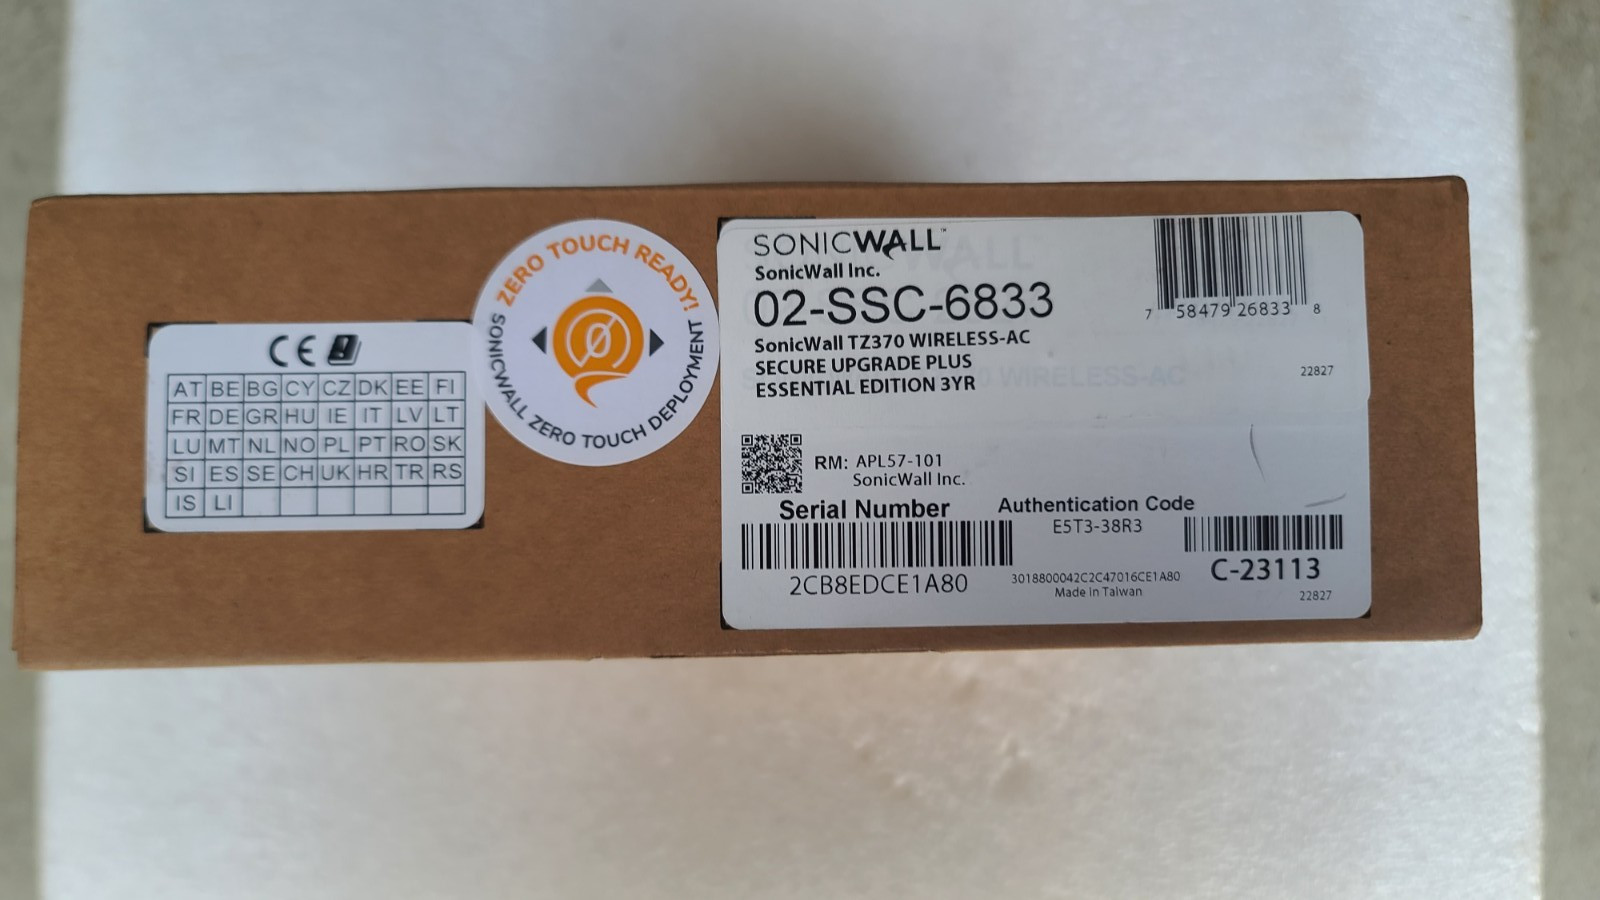 CE
AT BE BG CY CZ DK EE FI
FR DE GR HU IE IT LV LT
LU MT NL NO PL PT RO SK
SI ES SE CH UK HR TR RS
IS LI
ZERO TOUCH READY!
SONICWALL ZERO TOUCH DEPLOYMENT
SONICWALL™
SonicWall Inc.
02-SSC-6833
SonicWall TZ370 WIRELESS-AC
SECURE UPGRADE PLUS
ESSENTIAL EDITION 3YR
7 58479 26833 8
22827
RM: APL57-101
SonicWall Inc.
Serial Number
2CB8EDCE1A80
Authentication Code
E5T3-38R3
3018800042C2C47016CE1A80
Made in Taiwan
C-23113
22827